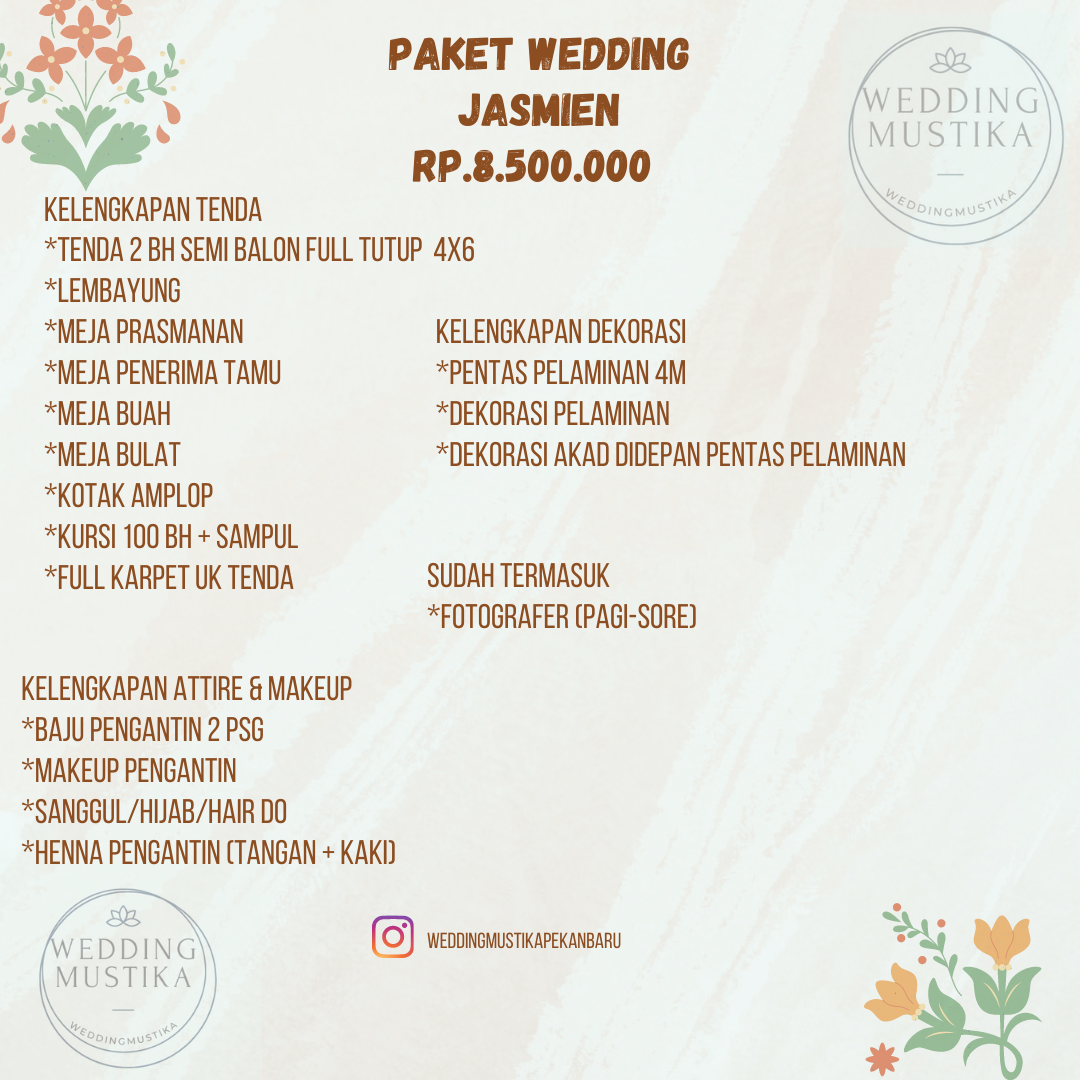 PAKET WEDDING
JASMIEN
RP.8.500.000
WEDDING
MUSTIKA
WEDDINGMUSTIKA
KELENGKAPAN TENDA
*TENDA 2 BH SEMI BALON FULL TUTUP 4X6
*LEMBAYUNG
*MEJA PRASMANAN
*MEJA PENERIMA TAMU
*MEJA BUAH
*MEJA BULAT
*KOTAK AMPLOP
*KURSI 100 BH + SAMPUL
*FULL KARPET UK TENDA
KELENGKAPAN DEKORASI
*PENTAS PELAMINAN 4M
*DEKORASI PELAMINAN
*DEKORASI AKAD DIDEPAN PENTAS PELAMINAN
SUDAH TERMASUK
*FOTOGRAFER (PAGI-SORE)
KELENGKAPAN ATTIRE & MAKEUP
*BAJU PENGANTIN 2 PSG
*MAKEUP PENGANTIN
*SANGGUL/HIJAB/HAIR DO
*HENNA PENGANTIN (TANGAN + KAKI)
WEDDING
MUSTIKA
WEDDINGMUSTIKA
WEDDINGMUSTIKAPEKANBARU